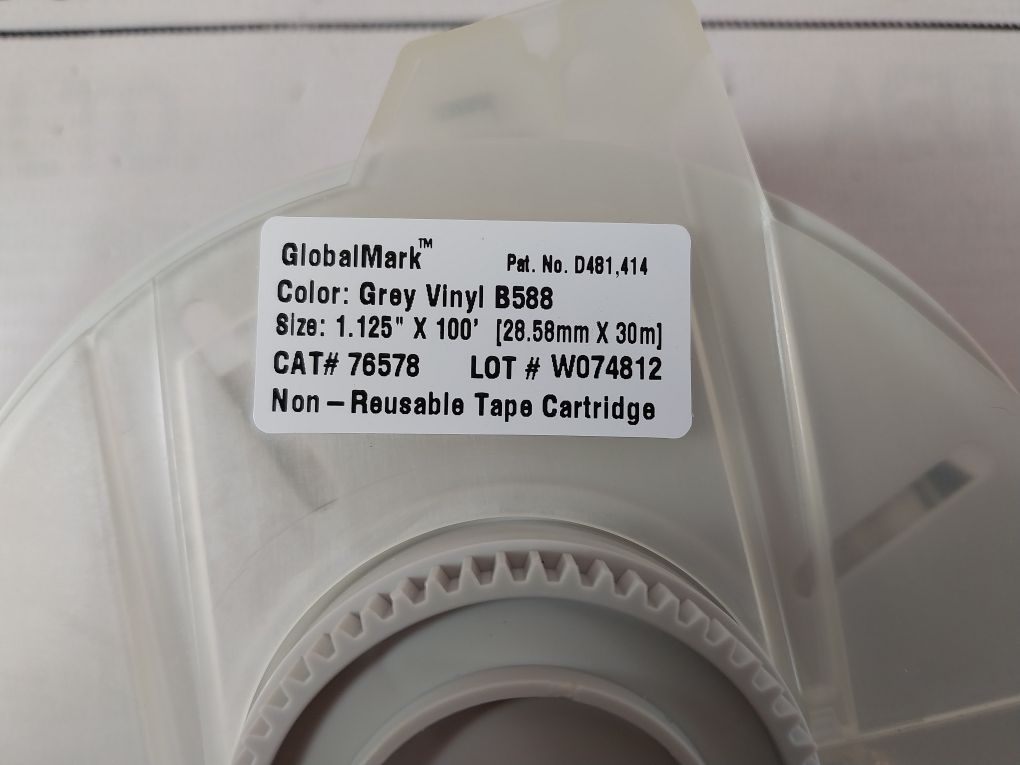 GlobalMark™ Pat. No. D481,414
Color: Grey Vinyl B588
Size: 1.125" X 100' [28.58mm X 30m]
CAT# 76578 LOT # W074812
Non-Reusable Tape Cartridge